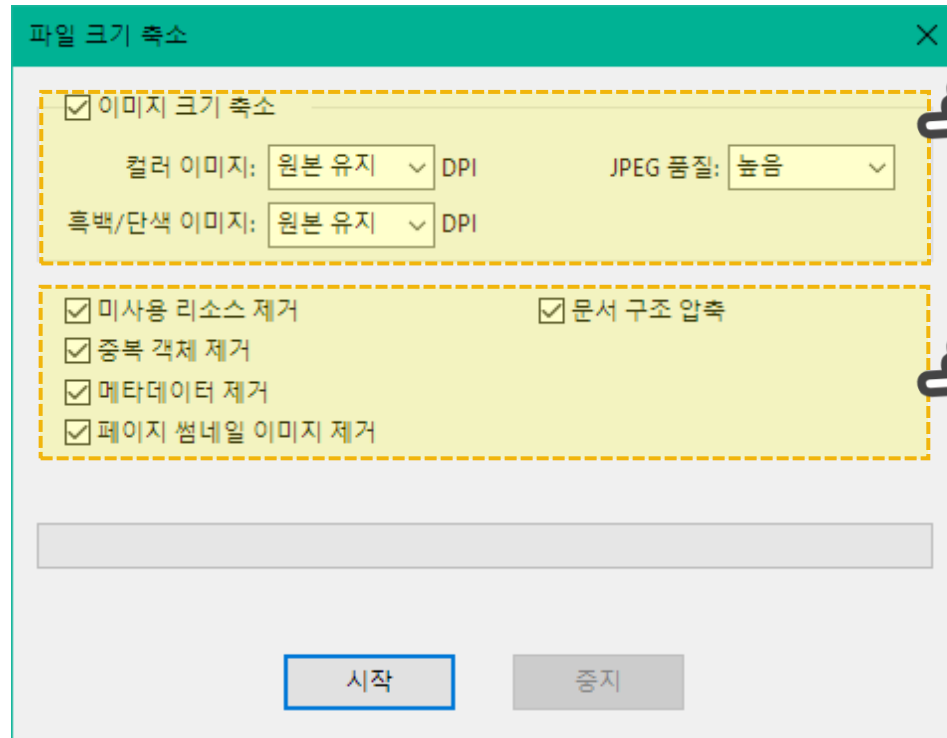 파일 크기 축소
이미지 크기 축소
컬러 이미지: 원본 유지 DPI JPEG 품질: 높음
흑백/단색 이미지: 원본 유지 DPI
미사용 리소스 제거 문서 구조 압축
중복 객체 제거
메타데이터 제거
페이지 썸네일 이미지 제거
시작 중지